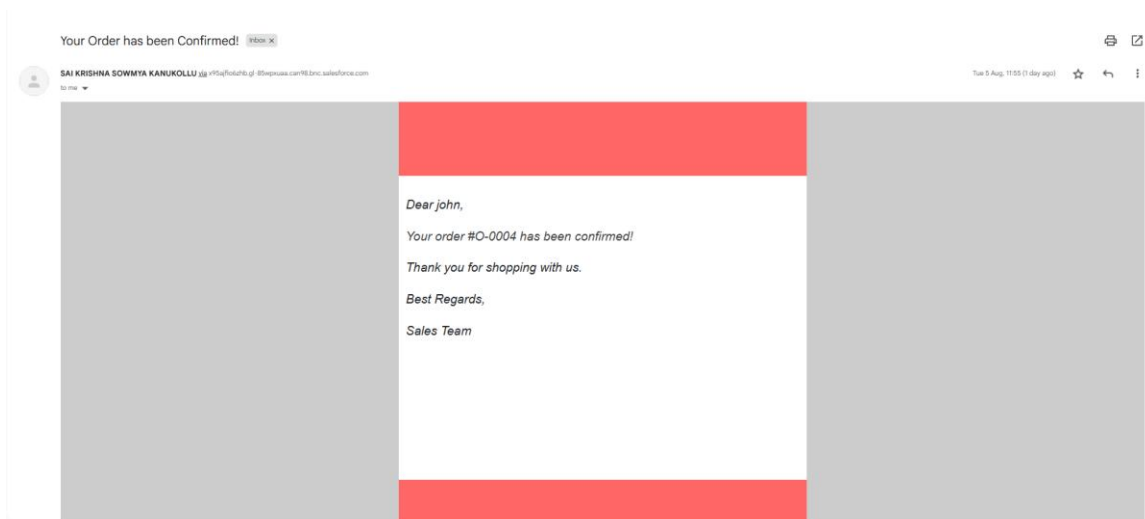 Your Order has been Confirmed! Inbox x
SAI KRISHNA SOWMYA KANUKOLLU via
Tue 5 Aug, 11:55 (1 day ago)
to me
Dear john,
Your order #O-0004 has been confirmed!
Thank you for shopping with us.
Best Regards,
Sales Team